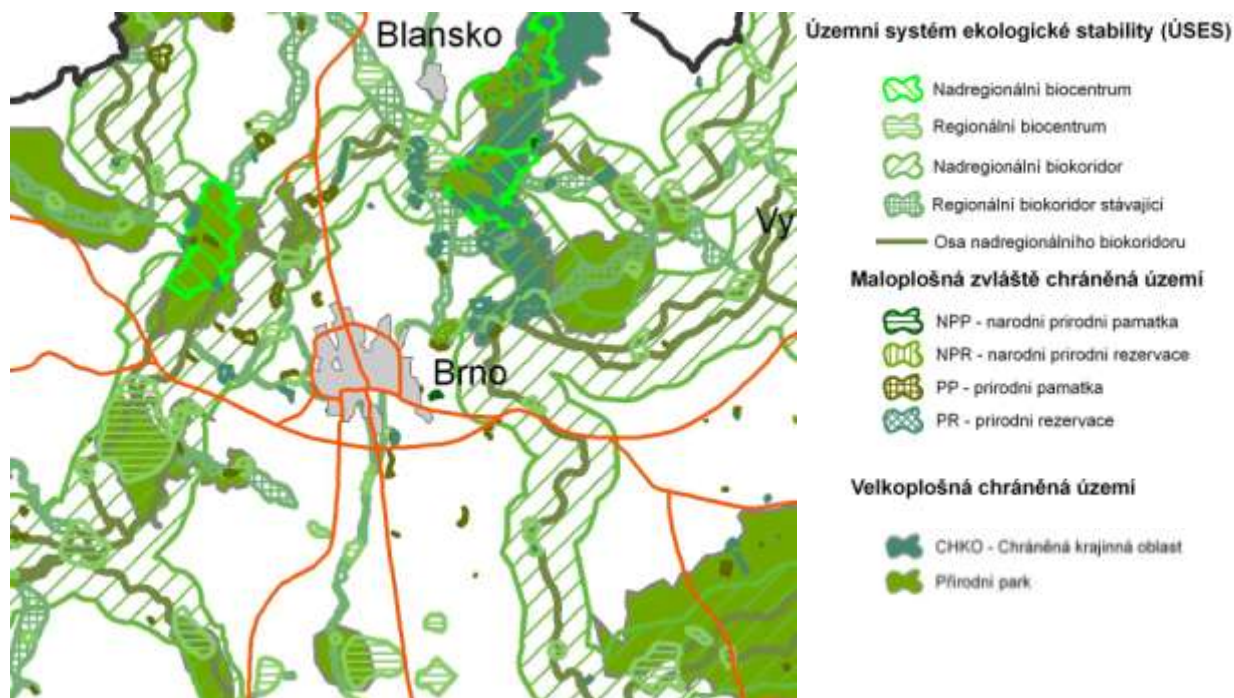 Blansko
Vy
Brno
Územni systém ekologické stability (ÚSES)
Nadregionální biocentrum
Regionální biocentrum
Nadregionální biokoridor
Regionální biokoridor stávající
Osa nadregionálního biokoridoru
Maloplošná zvláště chráněná území
NPP - narodni prirodni pamatka
NPR - narodni prirodni rezervace
PP - prirodni pamatka
PR - prirodni rezervace
Velkoplošná chráněná území
CHKO - Chráněná krajinná oblast
Přírodní park